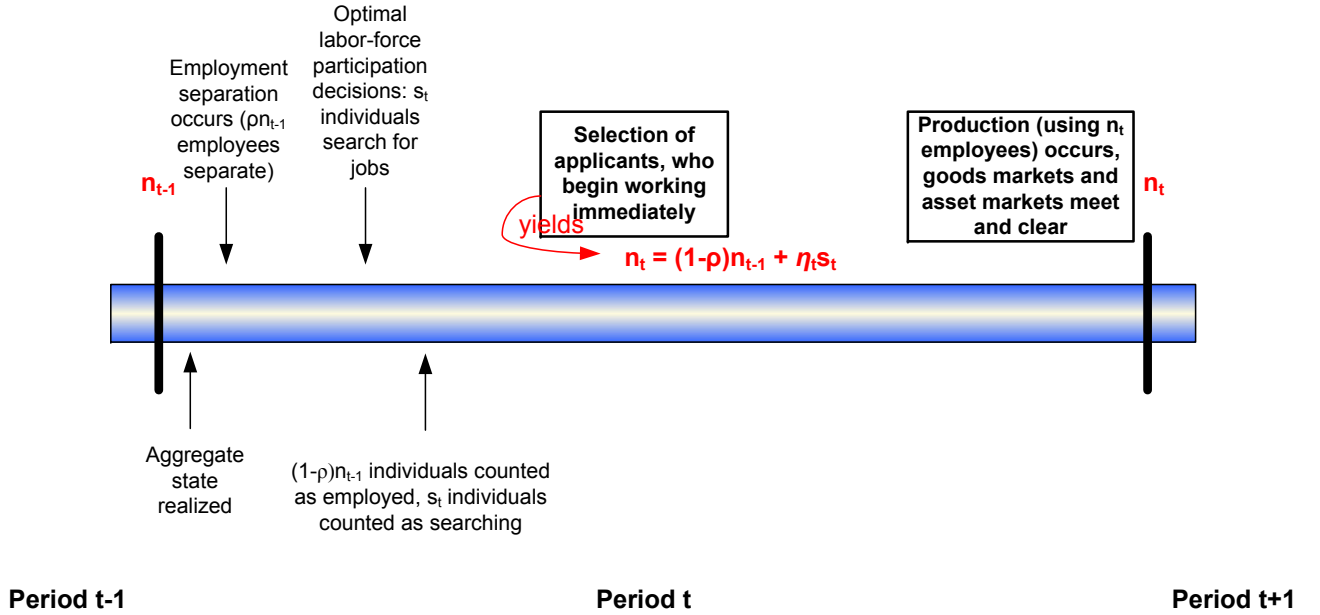 Optimal
labor-force
participation
decisions: sₜ
individuals
search for
jobs
Employment
separation
occurs (ρnₜ₋₁
employees
separate)
nₜ₋₁
Selection of
applicants, who
begin working
immediately
yields
nₜ = (1-ρ)nₜ₋₁ + ηₜsₜ
Production (using nₜ
employees) occurs,
goods markets and
asset markets meet
and clear
nₜ
Aggregate
state
realized
(1-ρ)nₜ₋₁ individuals counted
as employed, sₜ individuals
counted as searching
Period t-1
Period t
Period t+1